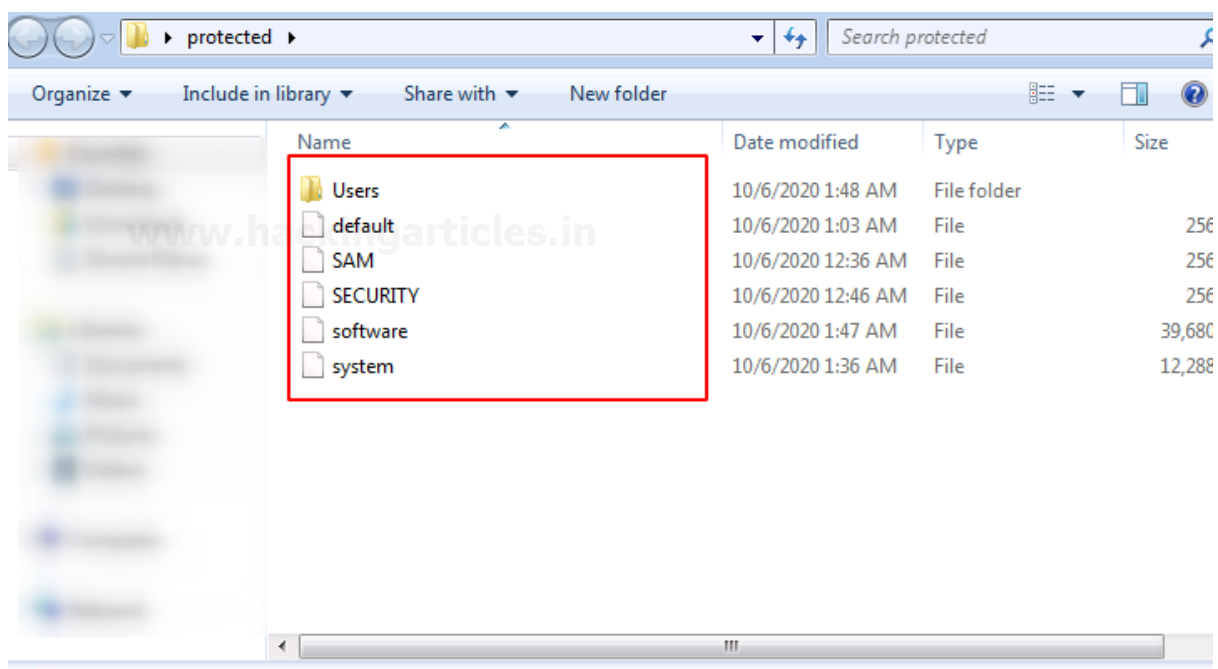 protected
Search protected
Organize Include in library Share with New folder
Name Date modified Type Size
Users 10/6/2020 1:48 AM File folder
default 10/6/2020 1:03 AM File 256
www.hackingarticles.in
SAM 10/6/2020 12:36 AM File 256
SECURITY 10/6/2020 12:46 AM File 256
software 10/6/2020 1:47 AM File 39,680
system 10/6/2020 1:36 AM File 12,288